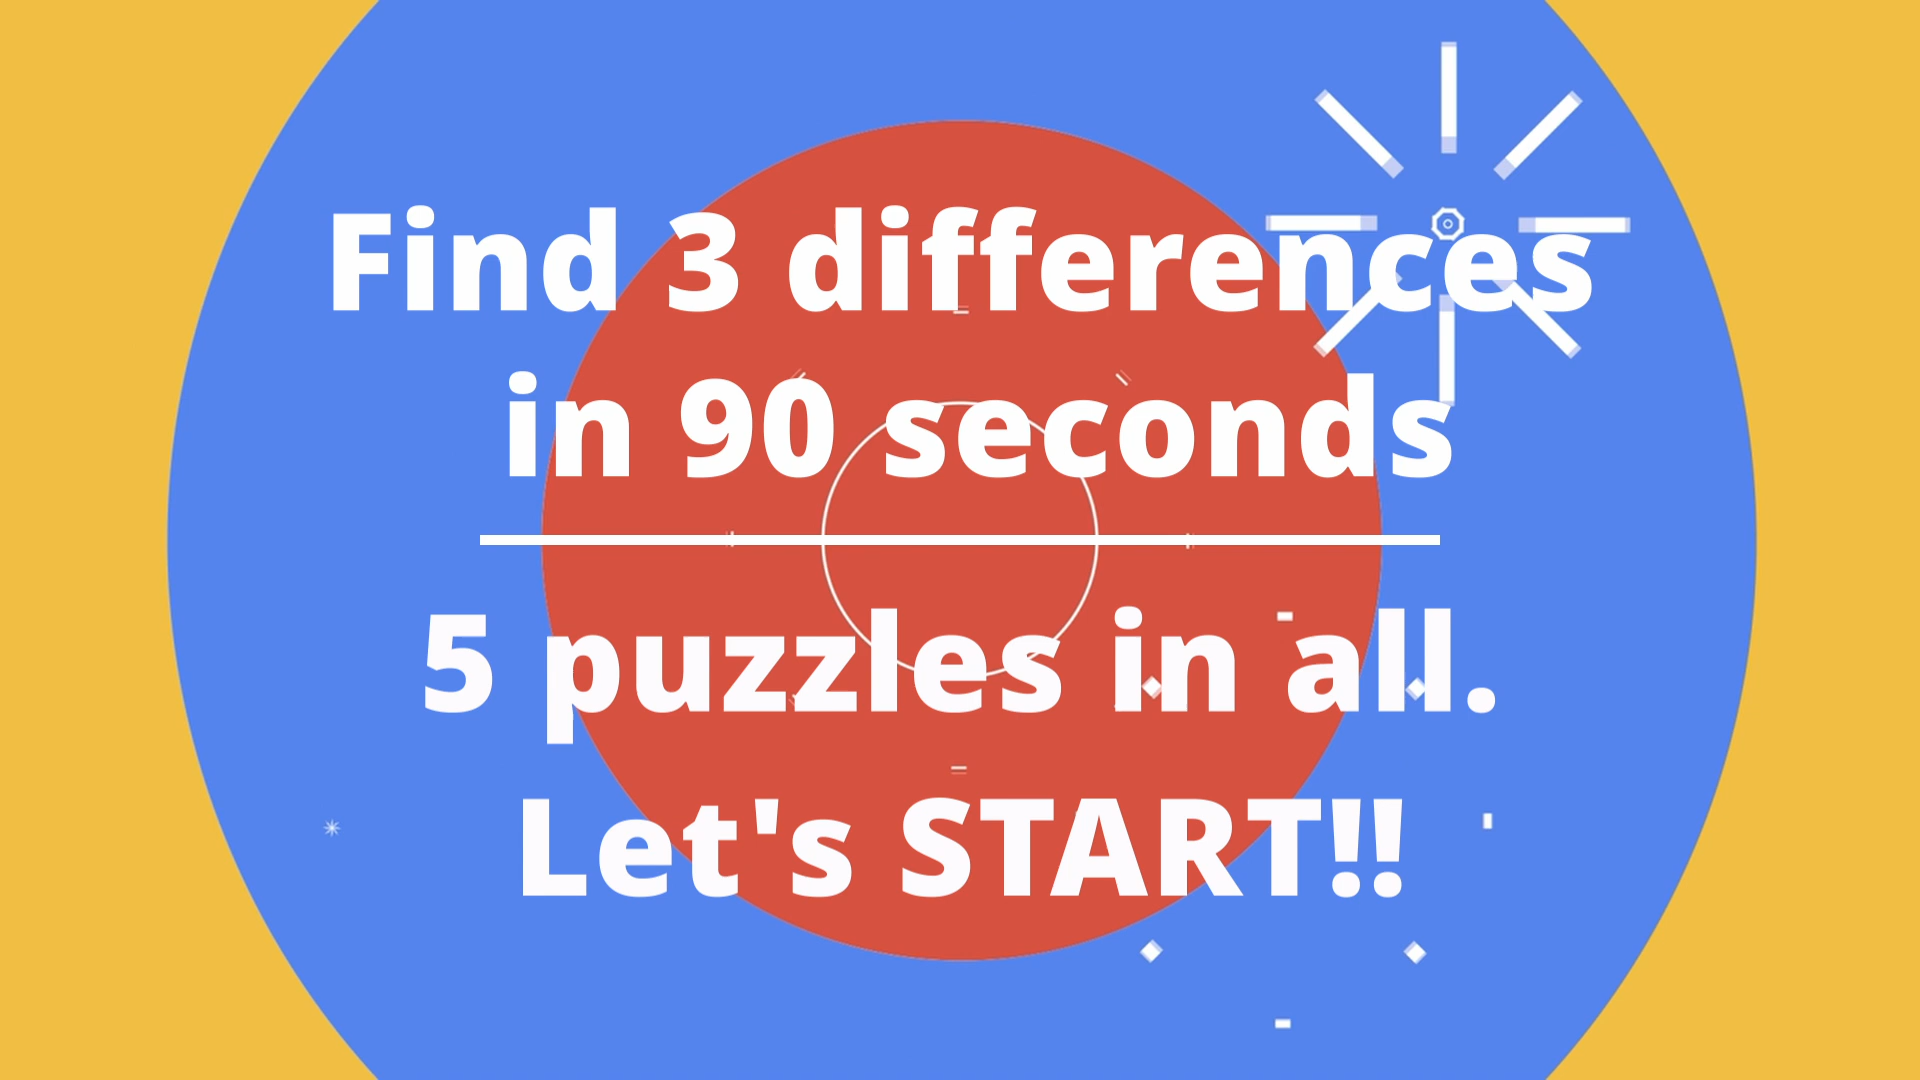 Find 3 differences
in 90 seconds
5 puzzles in all.
Let's START!!